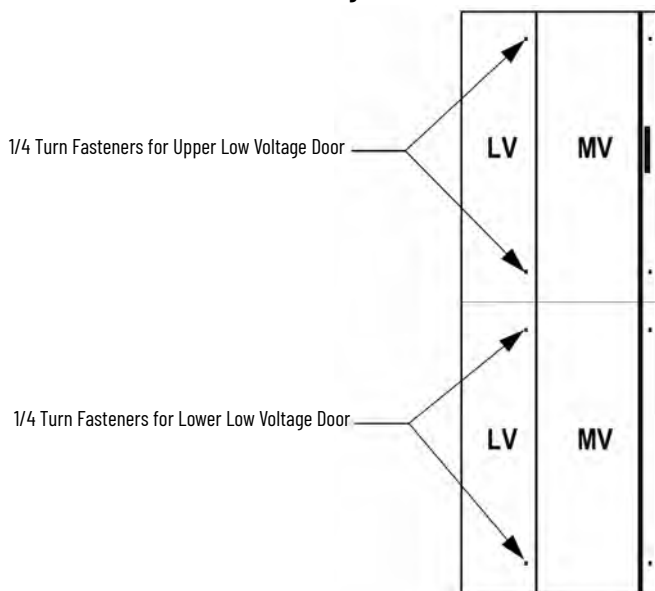 1/4 Turn Fasteners for Upper Low Voltage Door
LV MV
1/4 Turn Fasteners for Lower Low Voltage Door
LV MV